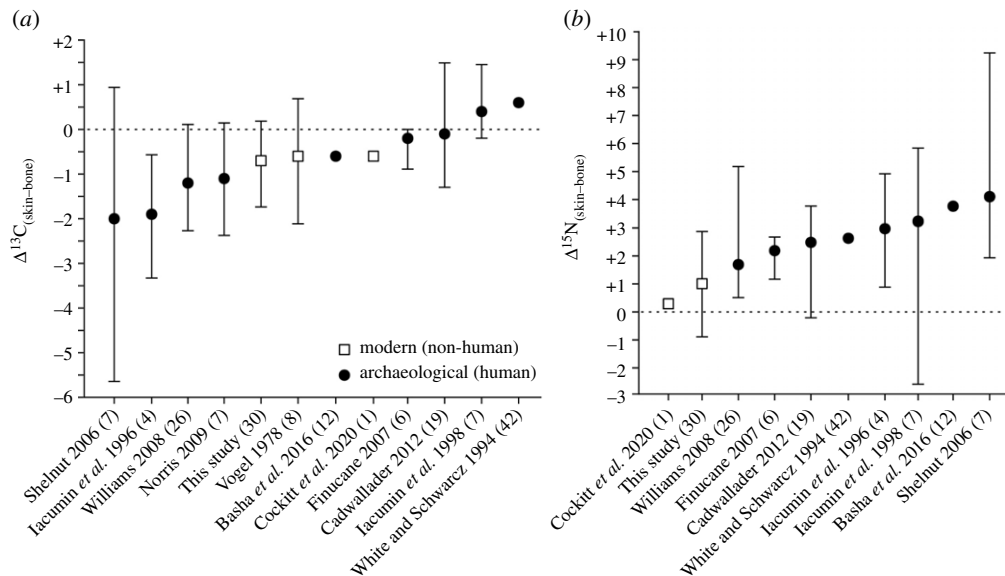 (a)
+2
+1
0
−1
−2
−3
−4
−5
−6
Δ13C(skin–bone)
modern (non-human)
archaeological (human)
Shelnut 2006 (7)
Iacumin et al. 1996 (4)
Williams 2008 (26)
Norris 2009 (7)
This study (30)
Vogel 1978 (8)
Basha et al. 2016 (12)
Cockitt et al. 2020 (1)
Finucane 2007 (6)
Cadwallader 2012 (19)
Iacumin et al. 1998 (7)
White and Schwarcz 1994 (42)
(b)
+10
+9
+8
+7
+6
+5
+4
+3
+2
+1
0
−1
−2
−3
Δ15N(skin–bone)
Cockitt et al. 2020 (1)
This study (30)
Williams 2008 (26)
Finucane 2007 (6)
Cadwallader 2012 (19)
White and Schwarcz 1994 (42)
Iacumin et al. 1996 (4)
Iacumin et al. 1998 (7)
Basha et al. 2016 (12)
Shelnut 2006 (7)